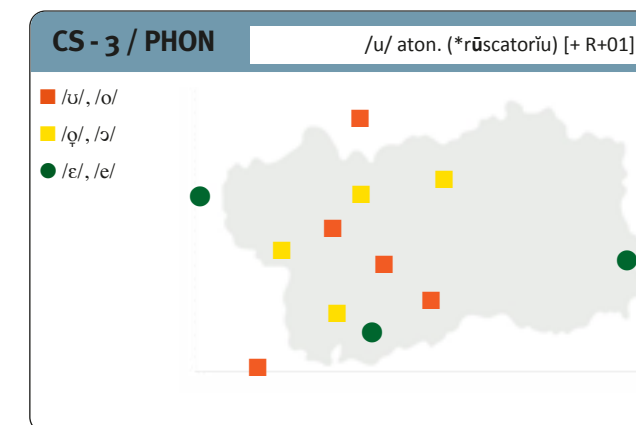 CS - 3 / PHON
/u/ aton. (*rūscatorĭu) [+ R+01]
/ʊ/, /o/
/o̞/, /ɔ/
/ɛ/, /e/